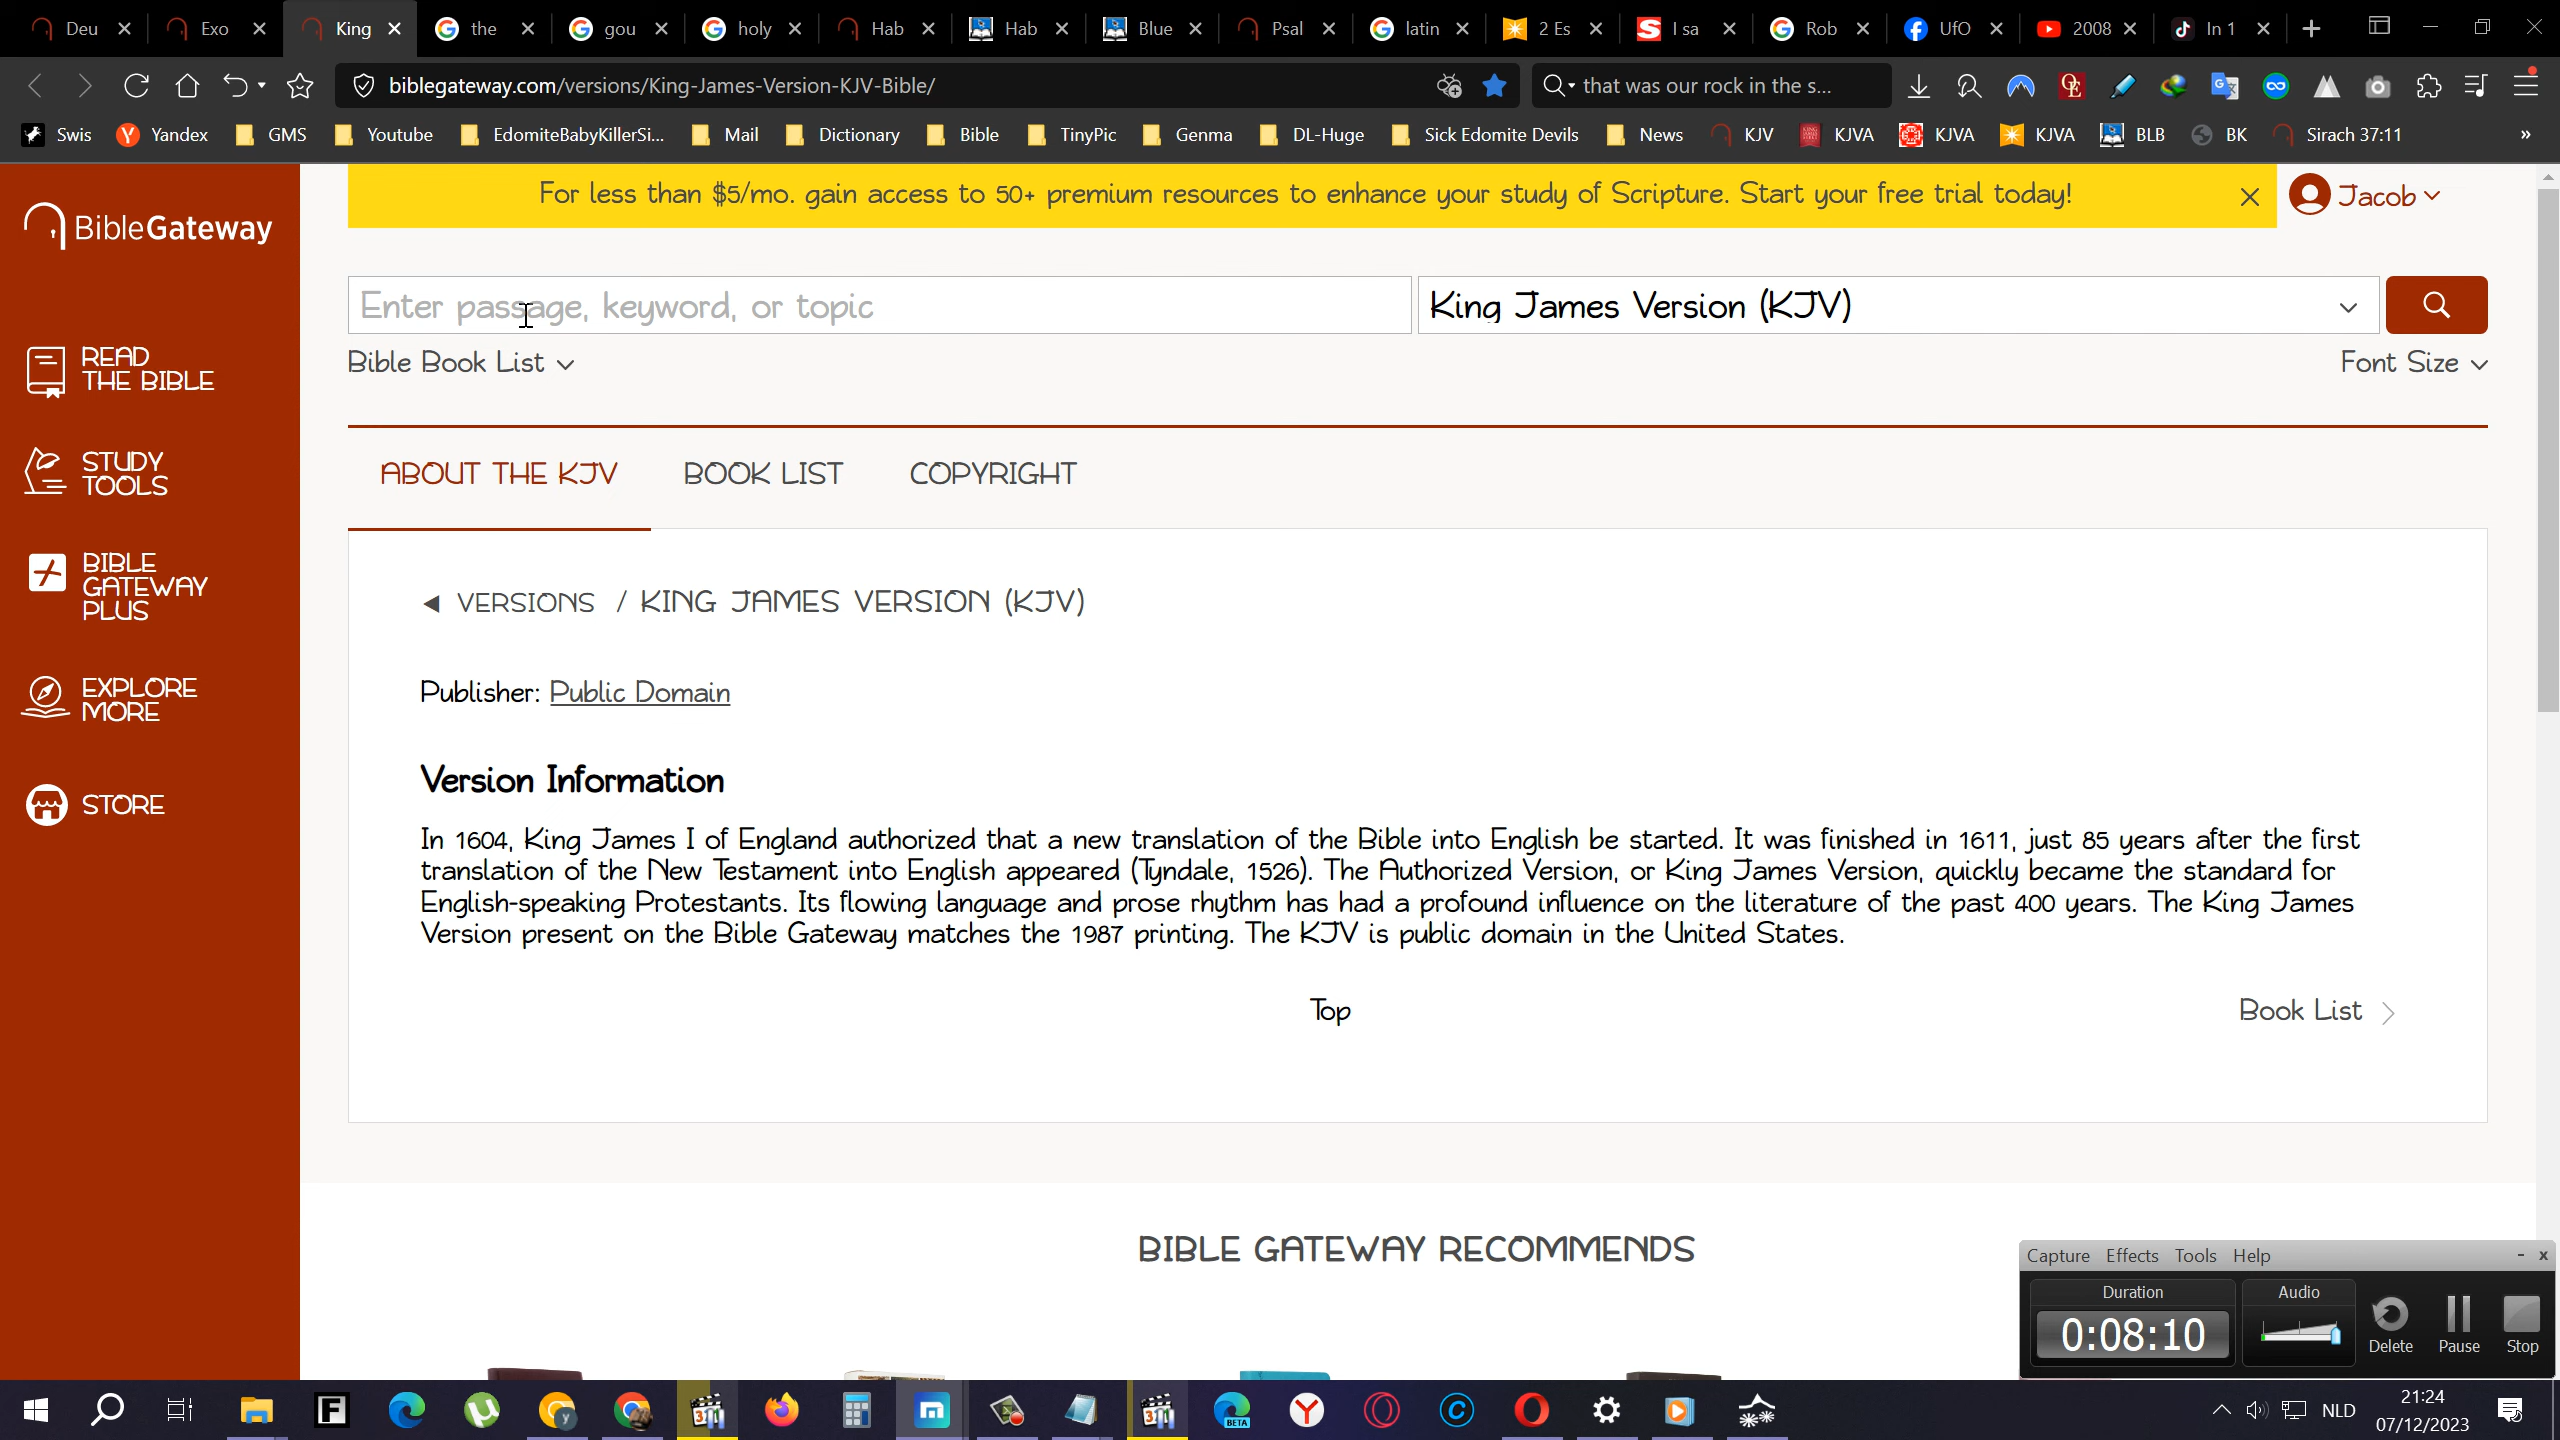 Deu
Exo
King
the
gou
holy
Hab
Hab
Blue
Psal
latin
2 Es
I sa
Rob
UfO
2008
In 1
biblegateway.com/versions/King-James-Version-KJV-Bible/
that was our rock in the s...
Swis
Yandex
GMS
Youtube
EdomiteBabyKillerSi...
Mail
Dictionary
Bible
TinyPic
Genma
DL-Huge
Sick Edomite Devils
News
KJV
KJVA
KJVA
KJVA
BLB
BK
Sirach 37:11
»
For less than $5/mo. gain access to 50+ premium resources to enhance your study of Scripture. Start your free trial today!
Jacob
BibleGateway
Enter passage, keyword, or topic
King James Version (KJV)
Bible Book List
Font Size
READ
THE BIBLE
STUDY
TOOLS
BIBLE
GATEWAY
PLUS
EXPLORE
MORE
STORE
ABOUT THE KJV
BOOK LIST
COPYRIGHT
VERSIONS / KING JAMES VERSION (KJV)
Publisher: Public Domain
Version Information
In 1604, King James I of England authorized that a new translation of the Bible into English be started. It was finished in 1611, just 85 years after the first
translation of the New Testament into English appeared (Tyndale, 1526). The Authorized Version, or King James Version, quickly became the standard for
English-speaking Protestants. Its flowing language and prose rhythm has had a profound influence on the literature of the past 400 years. The King James
Version present on the Bible Gateway matches the 1987 printing. The KJV is public domain in the United States.
Top
Book List
BIBLE GATEWAY RECOMMENDS
Capture Effects Tools Help
Duration
Audio
0:08:10
Delete
Pause
Stop
NLD
21:24
07/12/2023